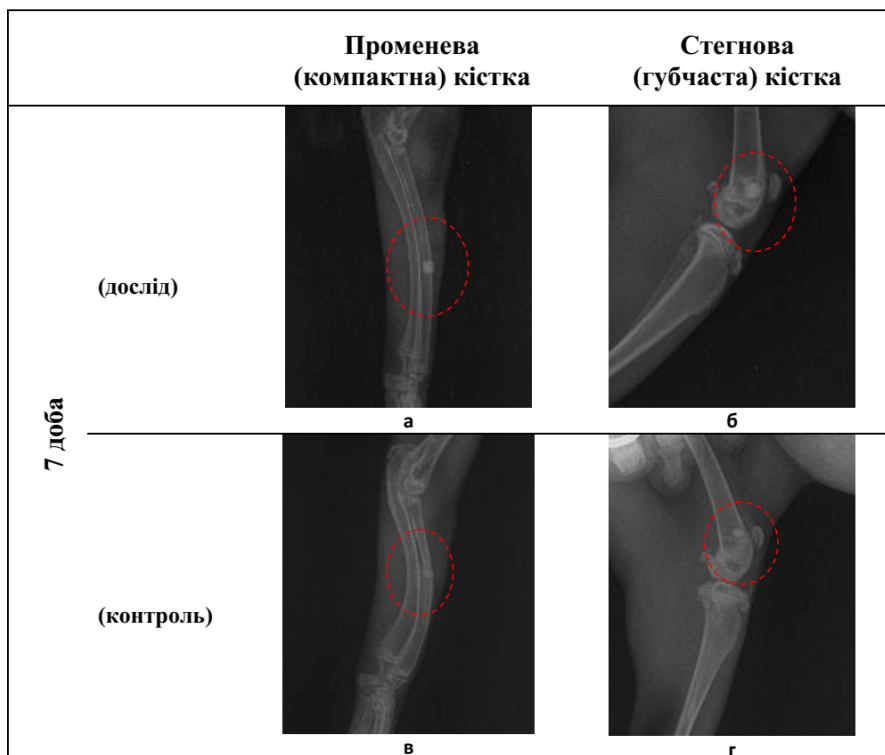 Променева
(компактна) кістка
Стегнова
(губчаста) кістка
7 доба
(дослід)
а
б
(контроль)
в
г